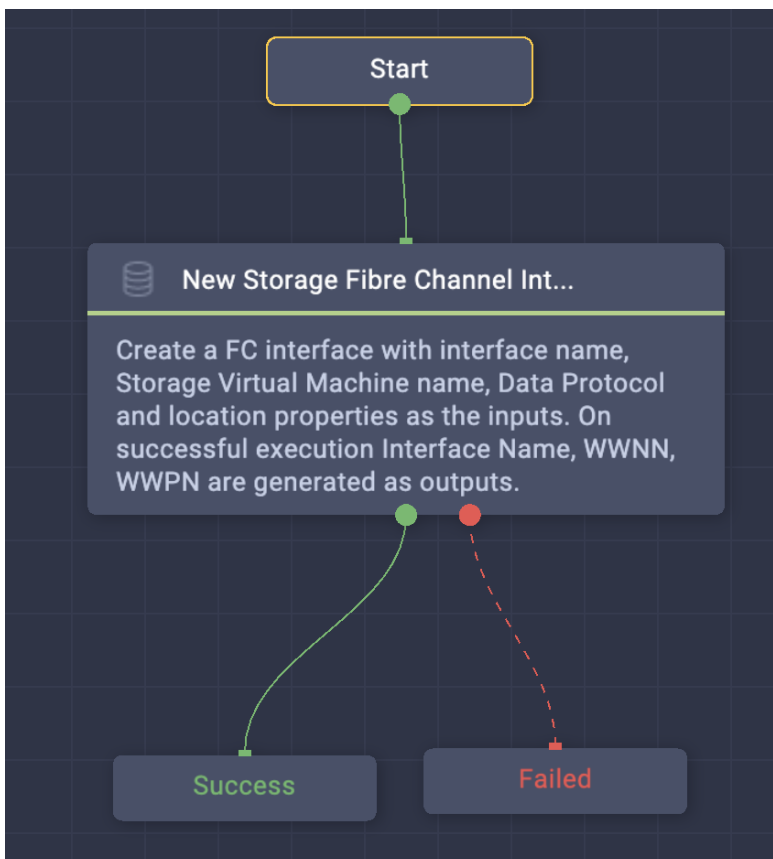 Start
New Storage Fibre Channel Int...
Create a FC interface with interface name,
Storage Virtual Machine name, Data Protocol
and location properties as the inputs. On
successful execution Interface Name, WWNN,
WWPN are generated as outputs.
Success
Failed